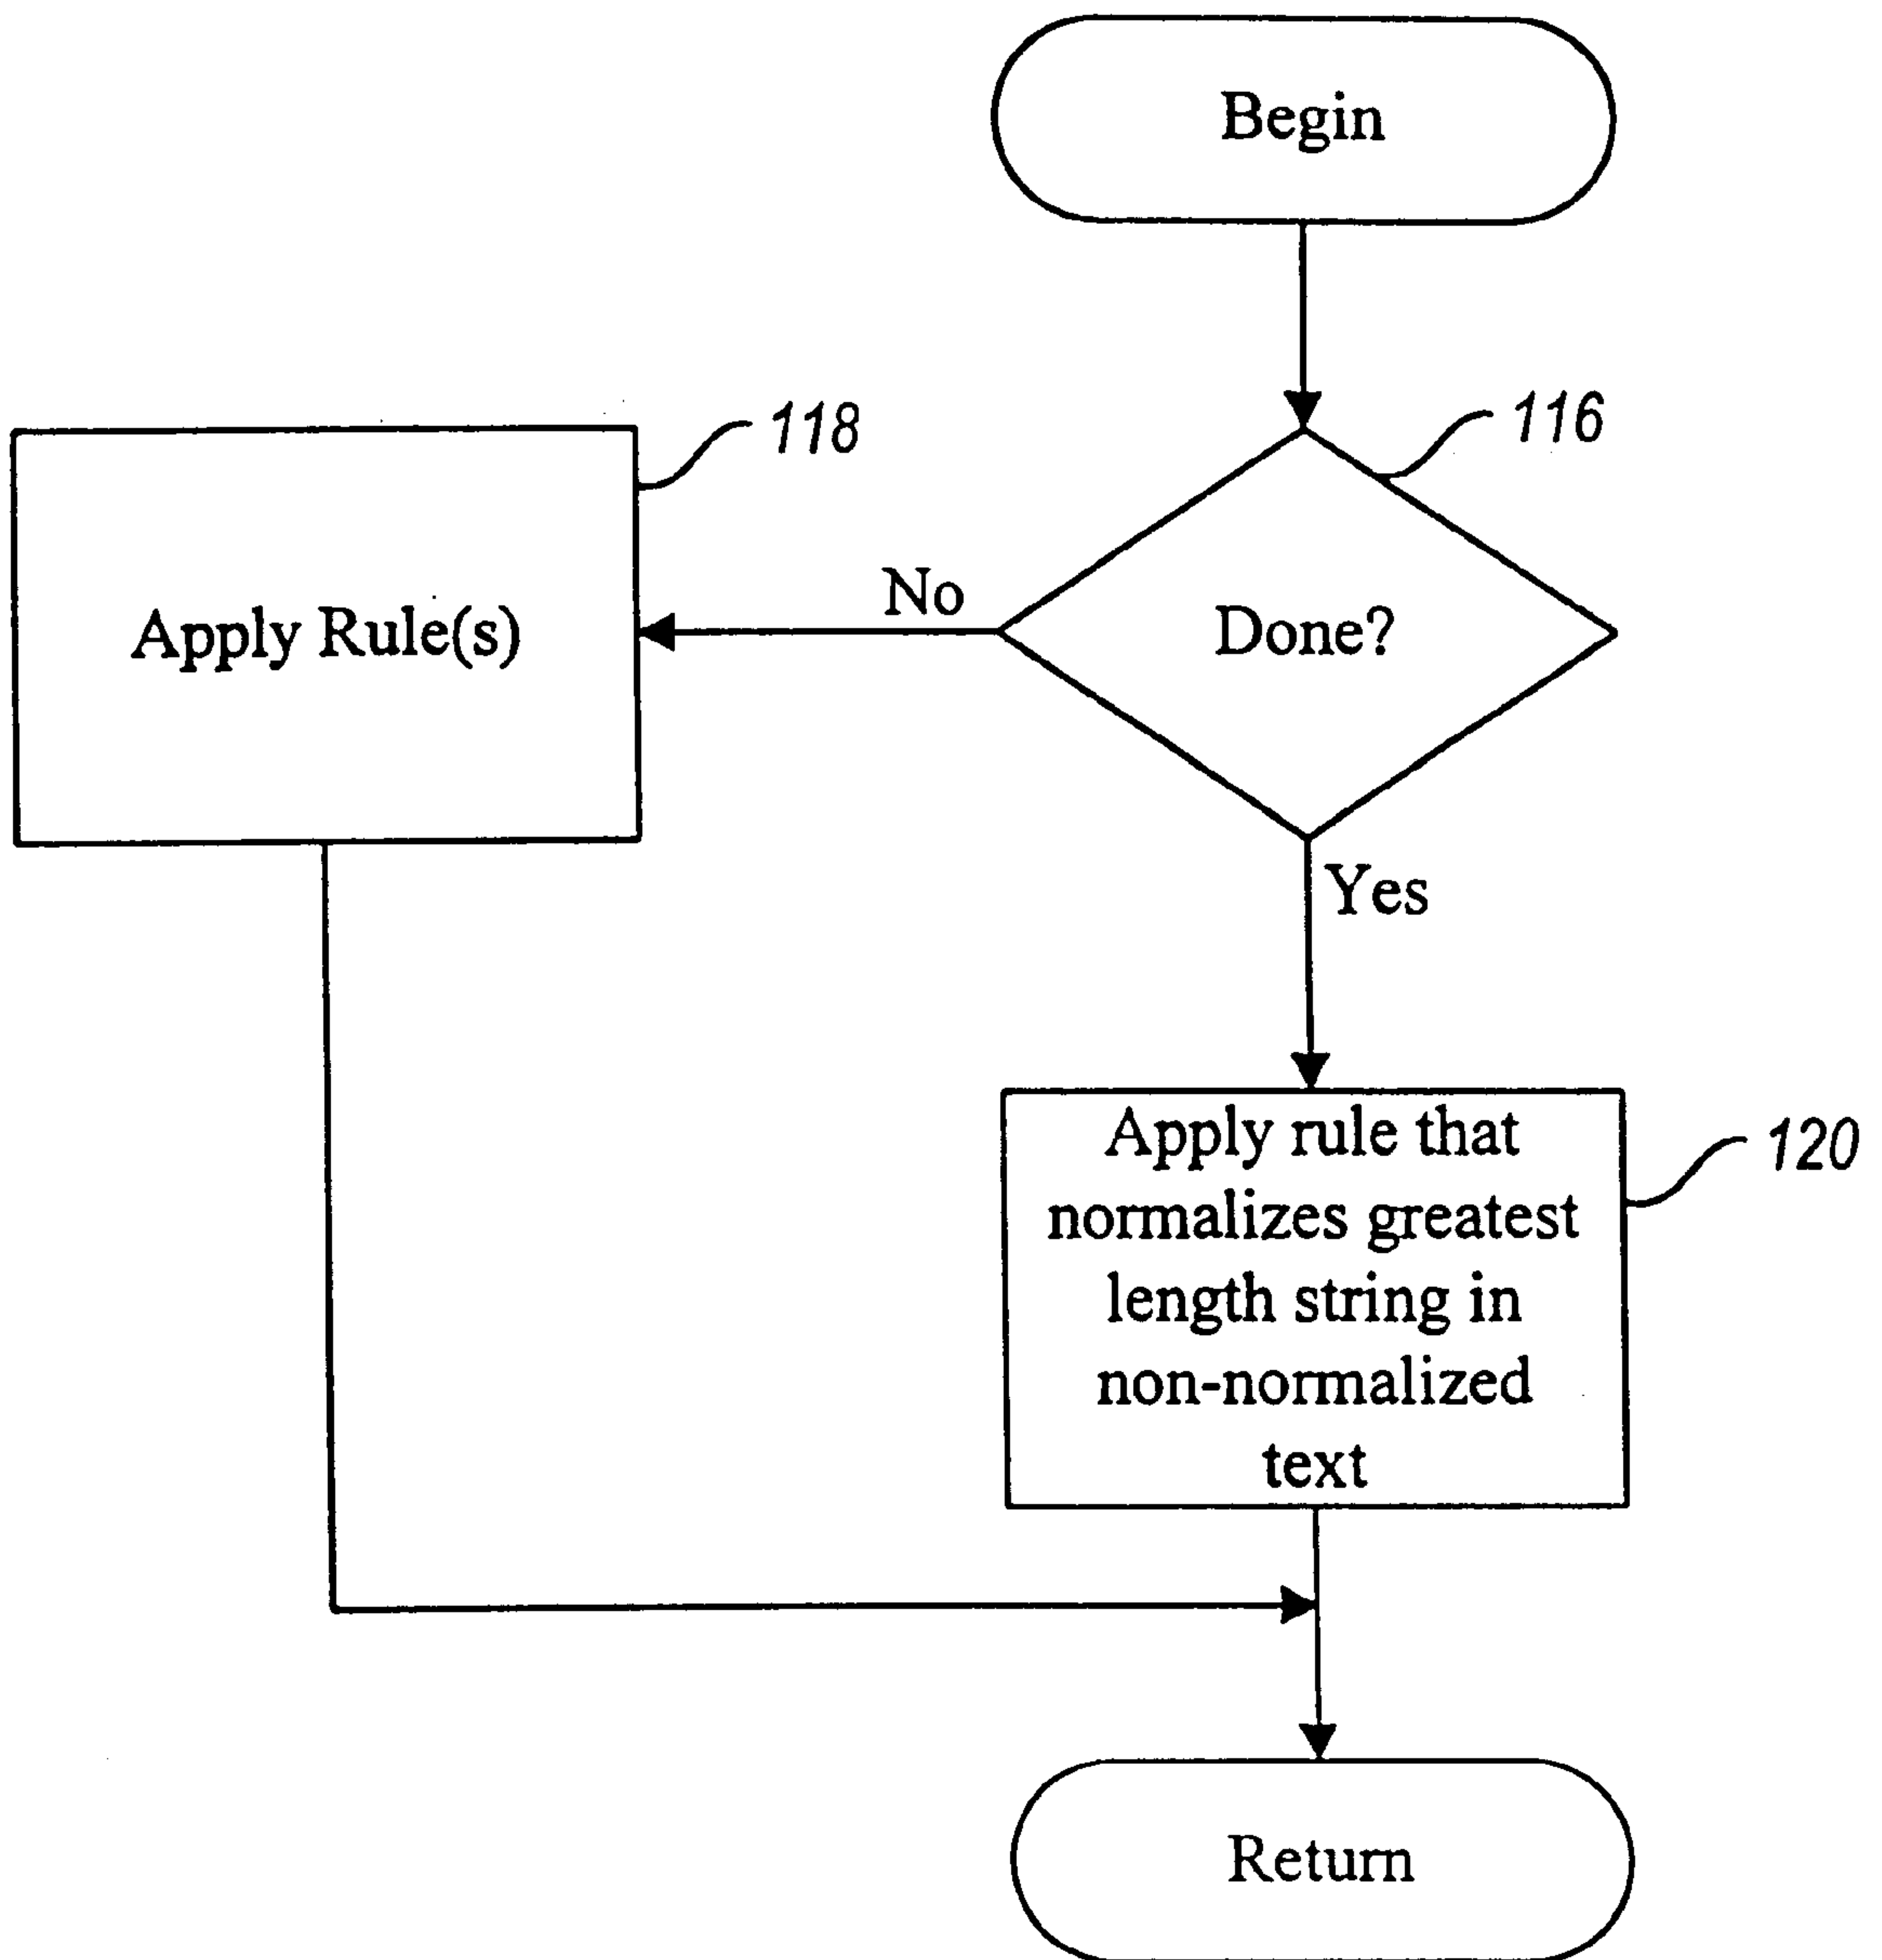 Begin
118
116
No
Apply Rule(s)
Done?
Yes
Apply rule that
normalizes greatest
length string in
non-normalized
text
120
Return